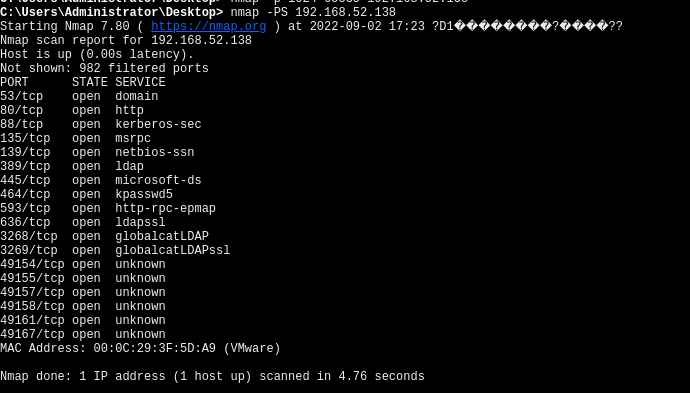 C:\Users\Administrator\Desktop> nmap -PS 192.168.52.138
Starting Nmap 7.80 ( https://nmap.org ) at 2022-09-02 17:23 ?D1��������?����??
Nmap scan report for 192.168.52.138
Host is up (0.00s latency).
Not shown: 982 filtered ports
PORT      STATE SERVICE
53/tcp    open  domain
80/tcp    open  http
88/tcp    open  kerberos-sec
135/tcp   open  msrpc
139/tcp   open  netbios-ssn
389/tcp   open  ldap
445/tcp   open  microsoft-ds
464/tcp   open  kpasswd5
593/tcp   open  http-rpc-epmap
636/tcp   open  ldapssl
3268/tcp  open  globalcatLDAP
3269/tcp  open  globalcatLDAPssl
49154/tcp open  unknown
49155/tcp open  unknown
49157/tcp open  unknown
49158/tcp open  unknown
49161/tcp open  unknown
49167/tcp open  unknown
MAC Address: 00:0C:29:3F:5D:A9 (VMware)
Nmap done: 1 IP address (1 host up) scanned in 4.76 seconds